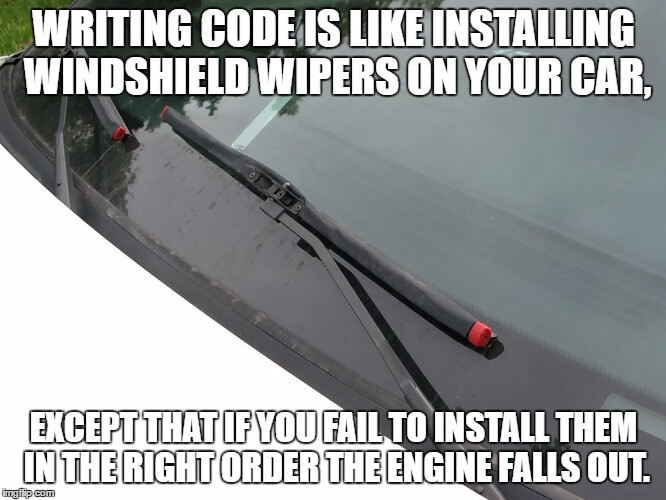 WRITING CODE IS LIKE INSTALLING
WINDSHIELD WIPERS ON YOUR CAR,
EXCEPT THAT IF YOU FAIL TO INSTALL THEM
IN THE RIGHT ORDER THE ENGINE FALLS OUT.
imgflip.com